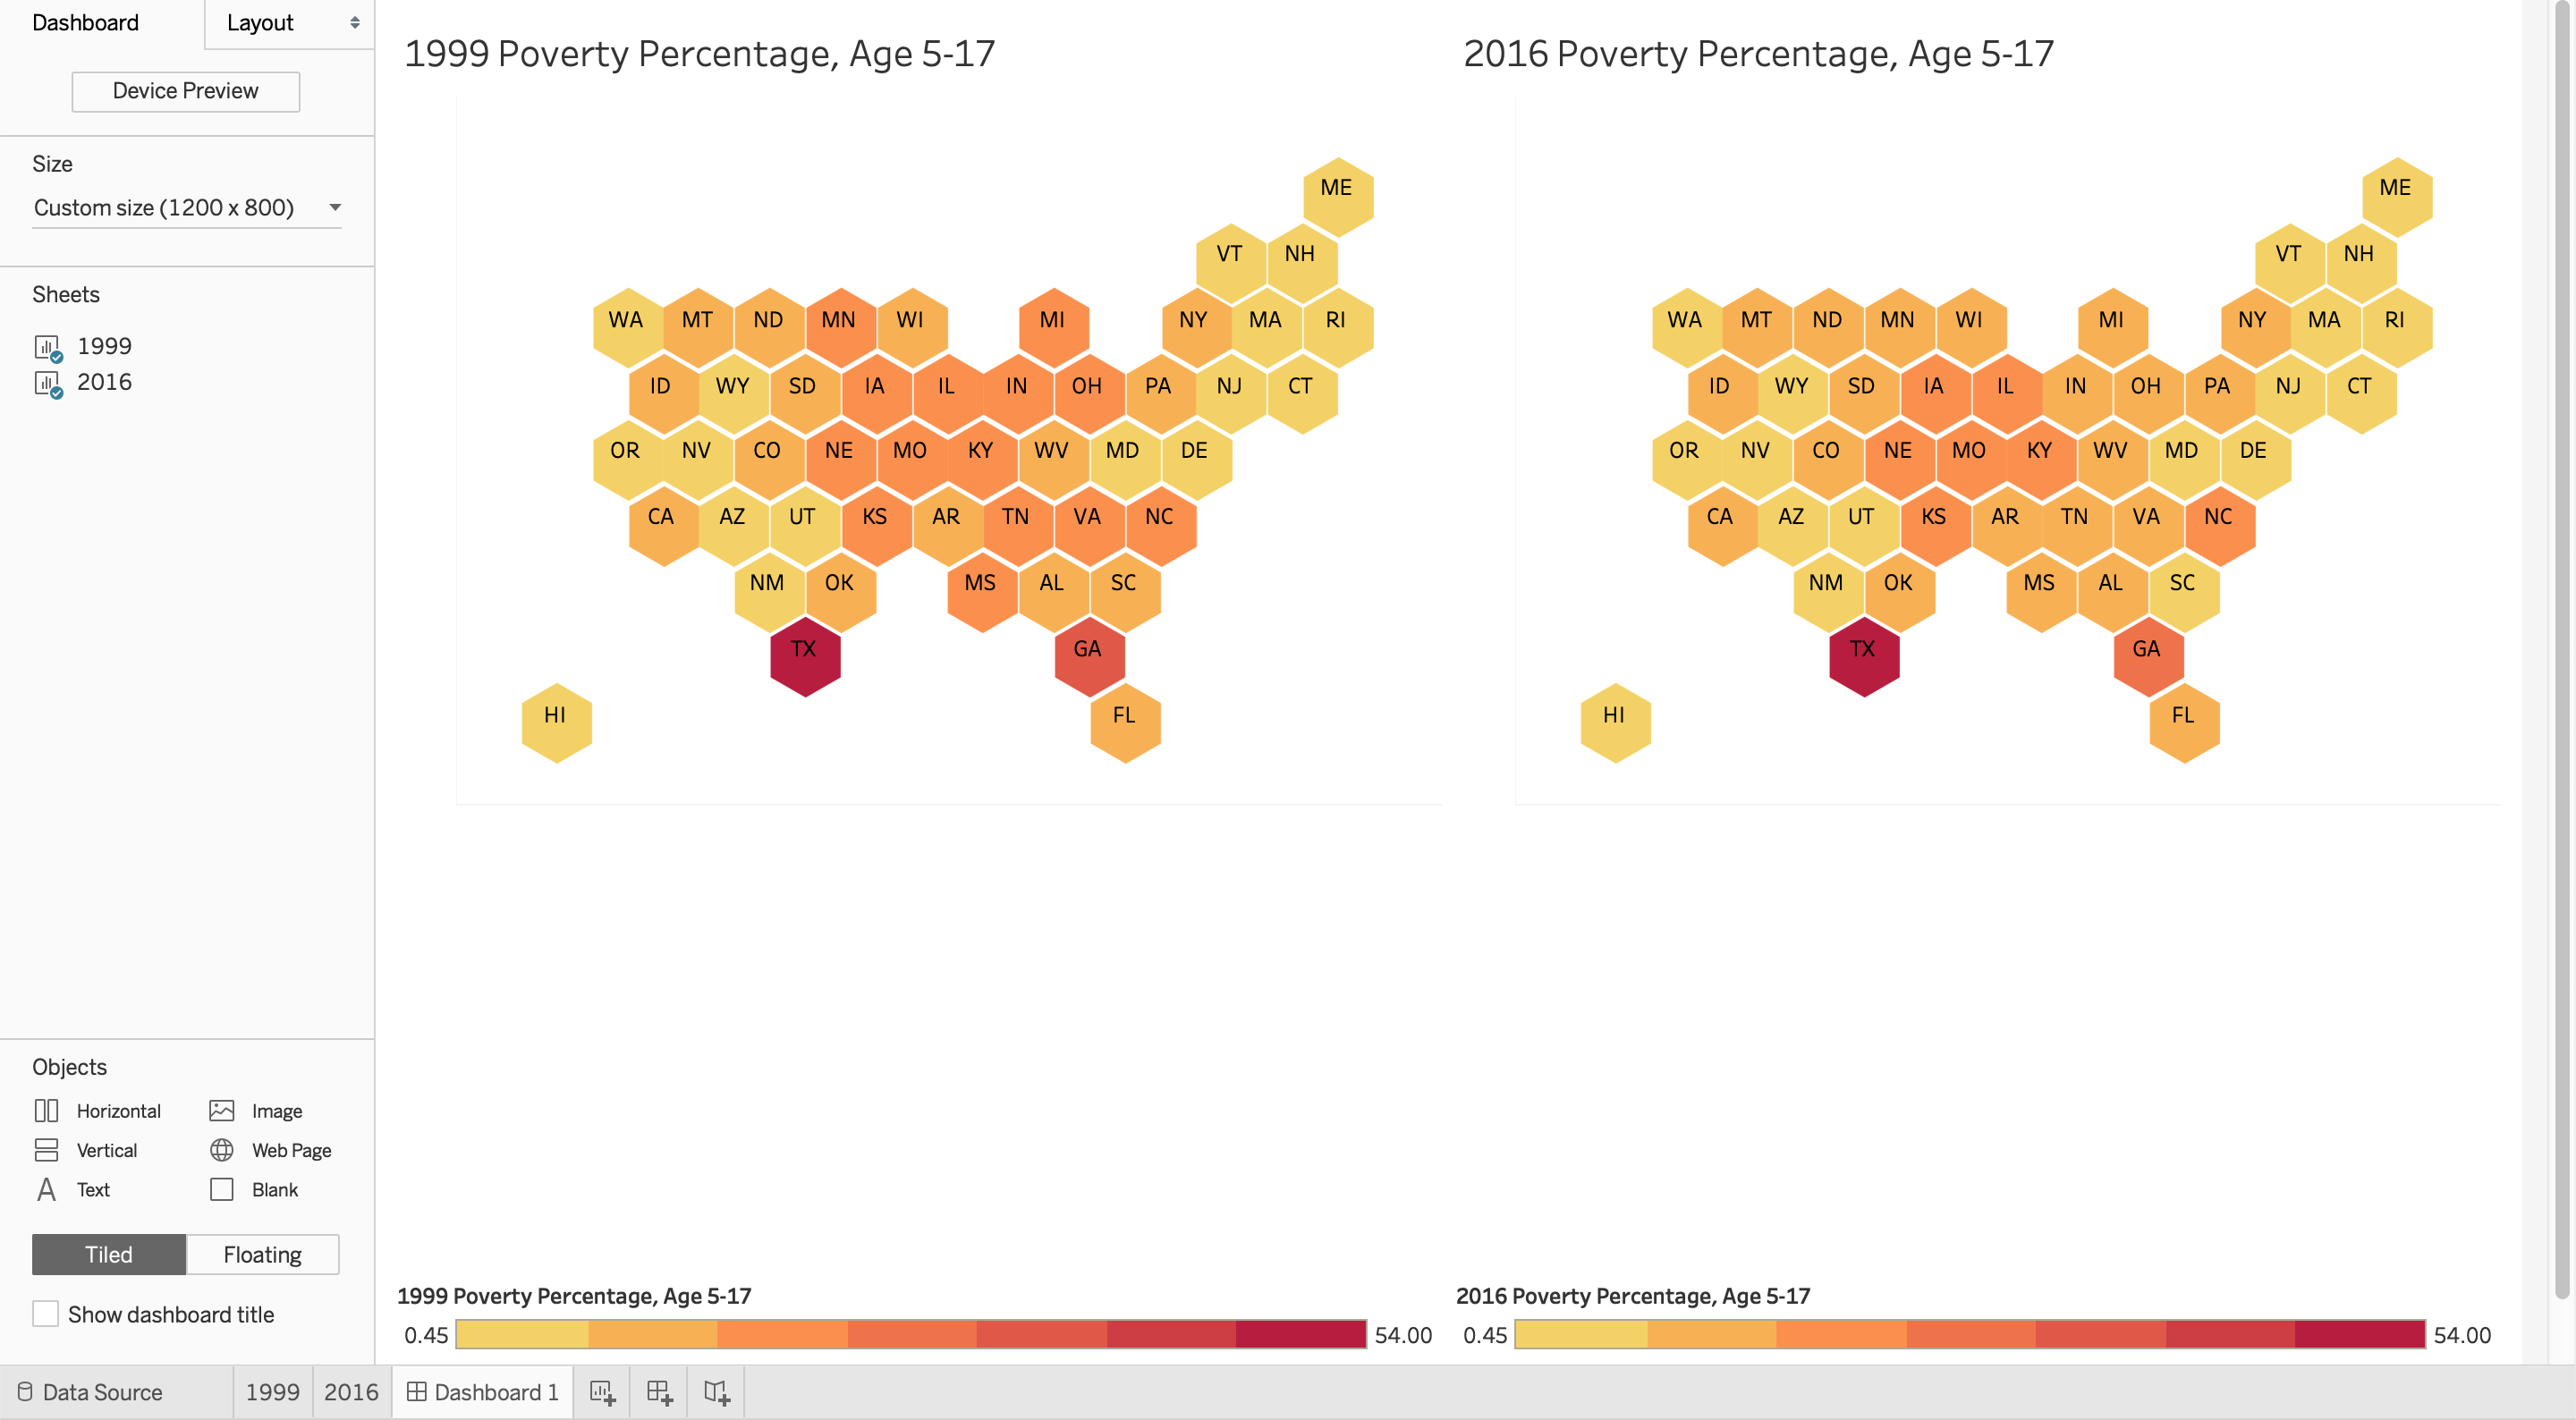 Dashboard
Layout
Device Preview
Size
Custom size (1200 x 800)
Sheets
1999
2016
Objects
Horizontal Image
Vertical Web Page
Text Blank
Tiled Floating
Show dashboard title
1999 Poverty Percentage, Age 5-17
ME
VT NH
WA MT ND MN WI MI NY MA RI
ID WY SD IA IL IN OH PA NJ CT
OR NV CO NE MO KY WV MD DE
CA AZ UT KS AR TN VA NC
NM OK MS AL SC
TX GA
HI FL
1999 Poverty Percentage, Age 5-17
0.45 54.00
2016 Poverty Percentage, Age 5-17
ME
VT NH
WA MT ND MN WI MI NY MA RI
ID WY SD IA IL IN OH PA NJ CT
OR NV CO NE MO KY WV MD DE
CA AZ UT KS AR TN VA NC
NM OK MS AL SC
TX GA
HI FL
2016 Poverty Percentage, Age 5-17
0.45 54.00
Data Source 1999 2016 Dashboard 1